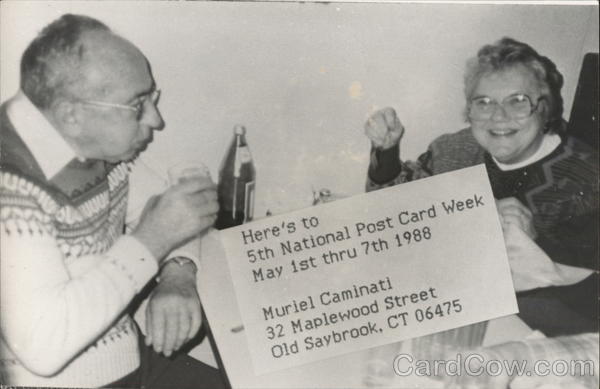 Here's to
5th National Post Card Week
May 1st thru 7th 1988
Muriel Caminati
32 Maplewood Street
Old Saybrook, CT 06475
CardCow.com